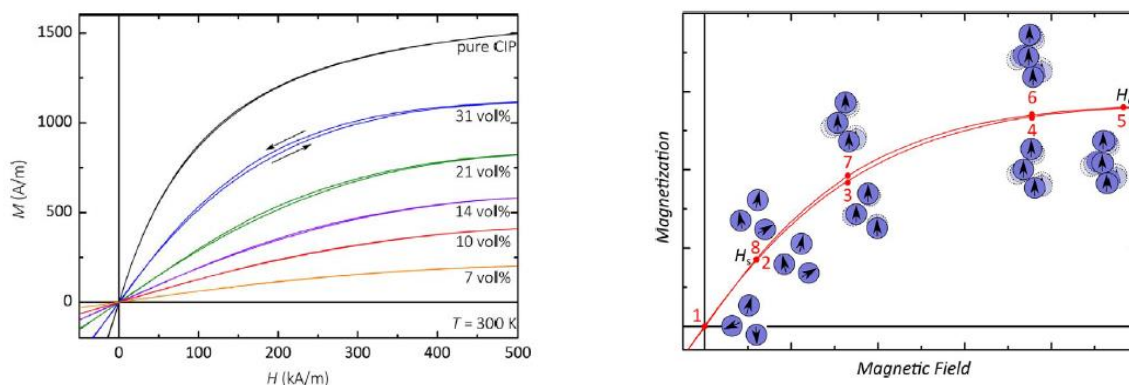 1500
1000
500
0
M (A/m)
pure CIP
31 vol%
21 vol%
14 vol%
10 vol%
7 vol%
T = 300 K
0 100 200 300 400 500
H (kA/m)
Magnetization
1
Hs
8
2
7
3
6
4
5
Magnetic Field